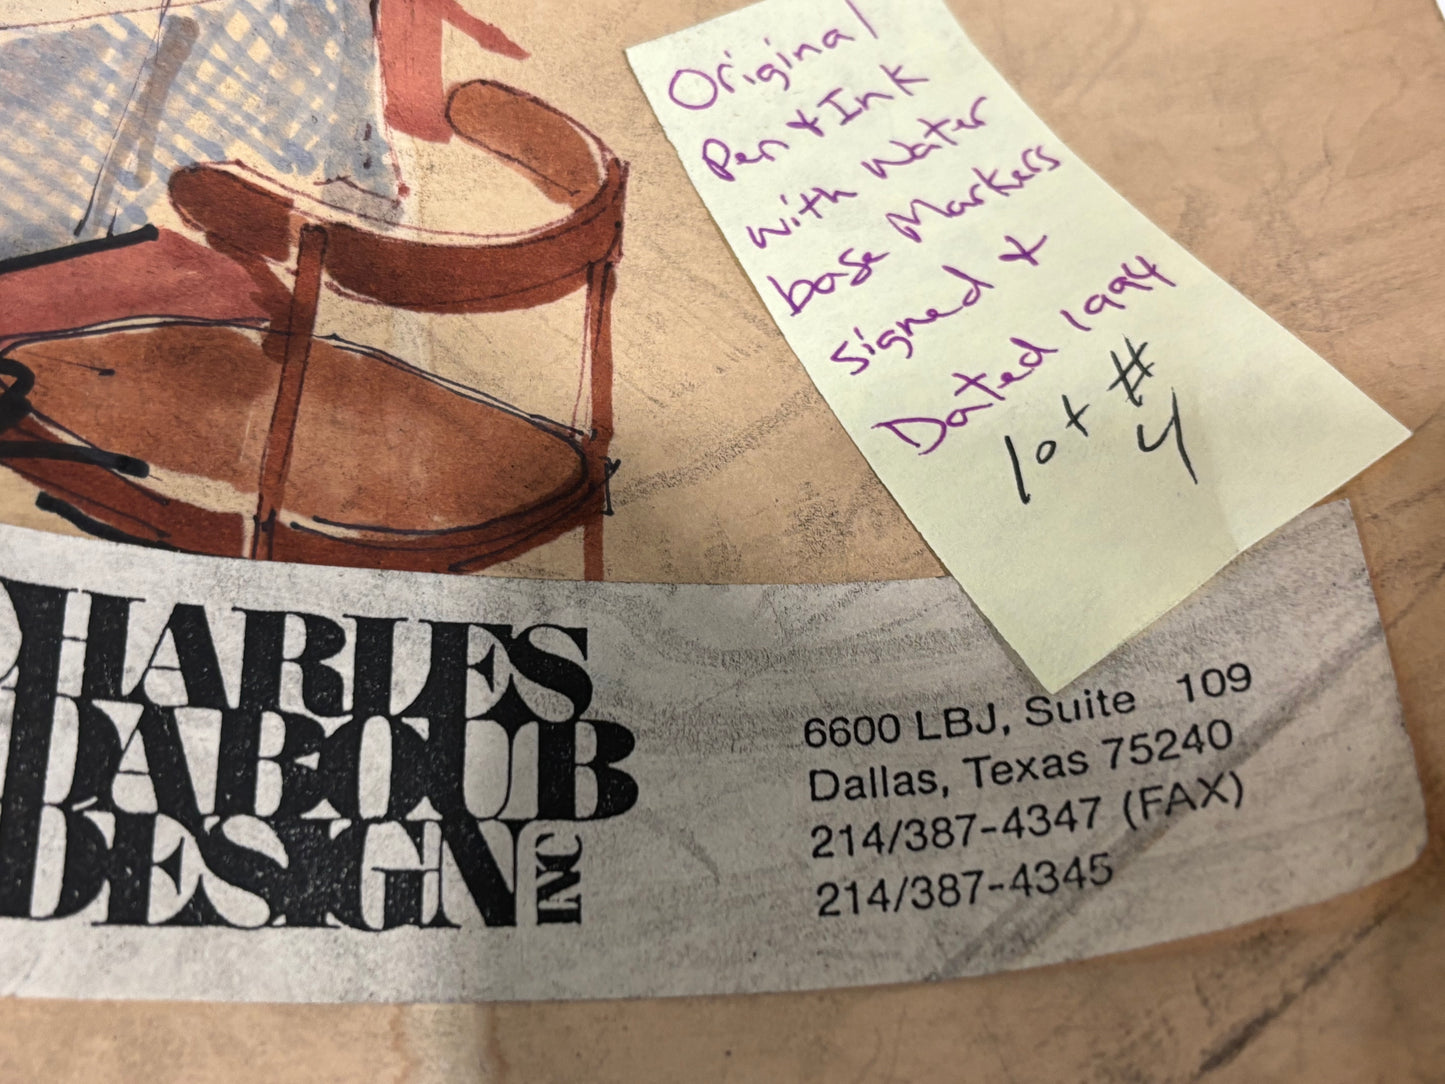 Original
Pen & Ink
with Water
base Markers
signed &
Dated 1994
lot #
4
CHARLES
DABOUB
DESIGN INC
6600 LBJ, Suite 109
Dallas, Texas 75240
214/387-4347 (FAX)
214/387-4345